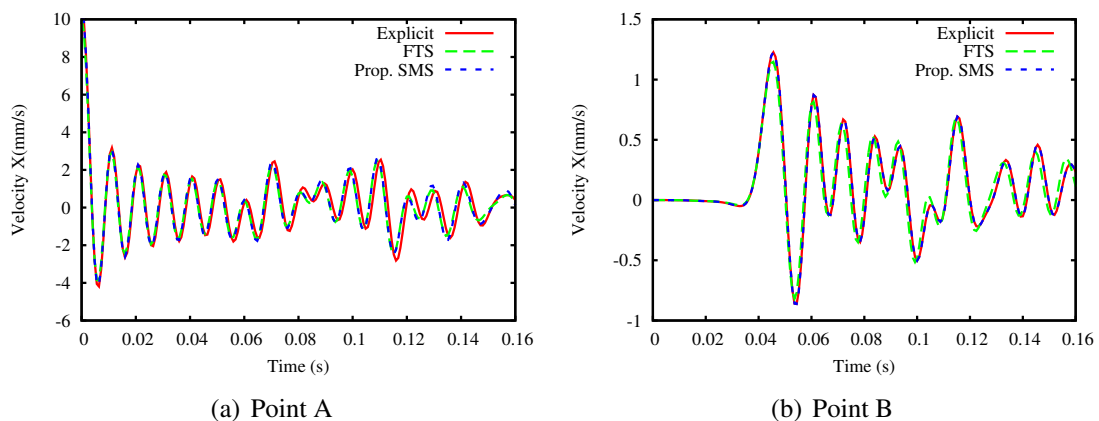 10
8
6
4
2
0
-2
-4
-6
Velocity X(mm/s)
Explicit
FTS
Prop. SMS
0 0.02 0.04 0.06 0.08 0.1 0.12 0.14 0.16
Time (s)
(a) Point A
1.5
1
0.5
0
-0.5
-1
Velocity X(mm/s)
Explicit
FTS
Prop. SMS
0 0.02 0.04 0.06 0.08 0.1 0.12 0.14 0.16
Time (s)
(b) Point B